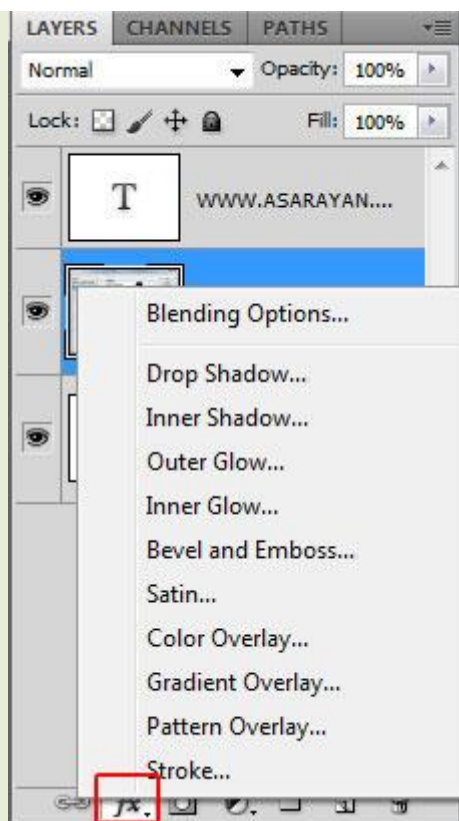 LAYERS CHANNELS PATHS
Normal Opacity: 100%
Lock: Fill: 100%
T WWW.ASARAYAN....
Blending Options...
Drop Shadow...
Inner Shadow...
Outer Glow...
Inner Glow...
Bevel and Emboss...
Satin...
Color Overlay...
Gradient Overlay...
Pattern Overlay...
Stroke...
fx